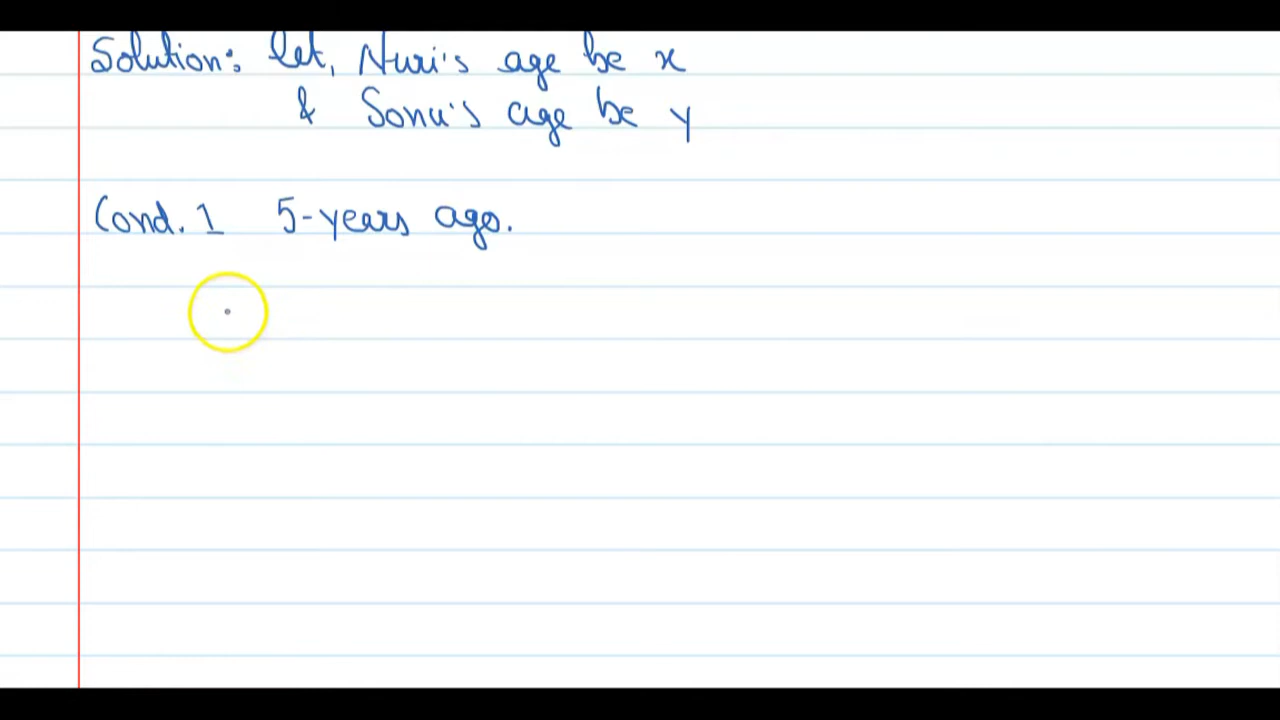 Solution: let, Nuri's age be x
& Sonu's age be y
Cond. 1 5-years ago.